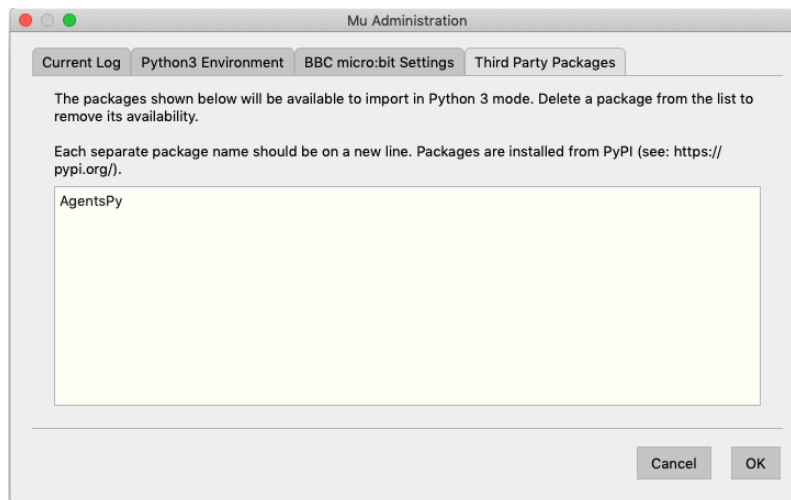 Mu Administration
Current Log Python3 Environment BBC micro:bit Settings Third Party Packages
The packages shown below will be available to import in Python 3 mode. Delete a package from the list to
remove its availability.
Each separate package name should be on a new line. Packages are installed from PyPI (see: https://
pypi.org/).
AgentsPy
Cancel OK